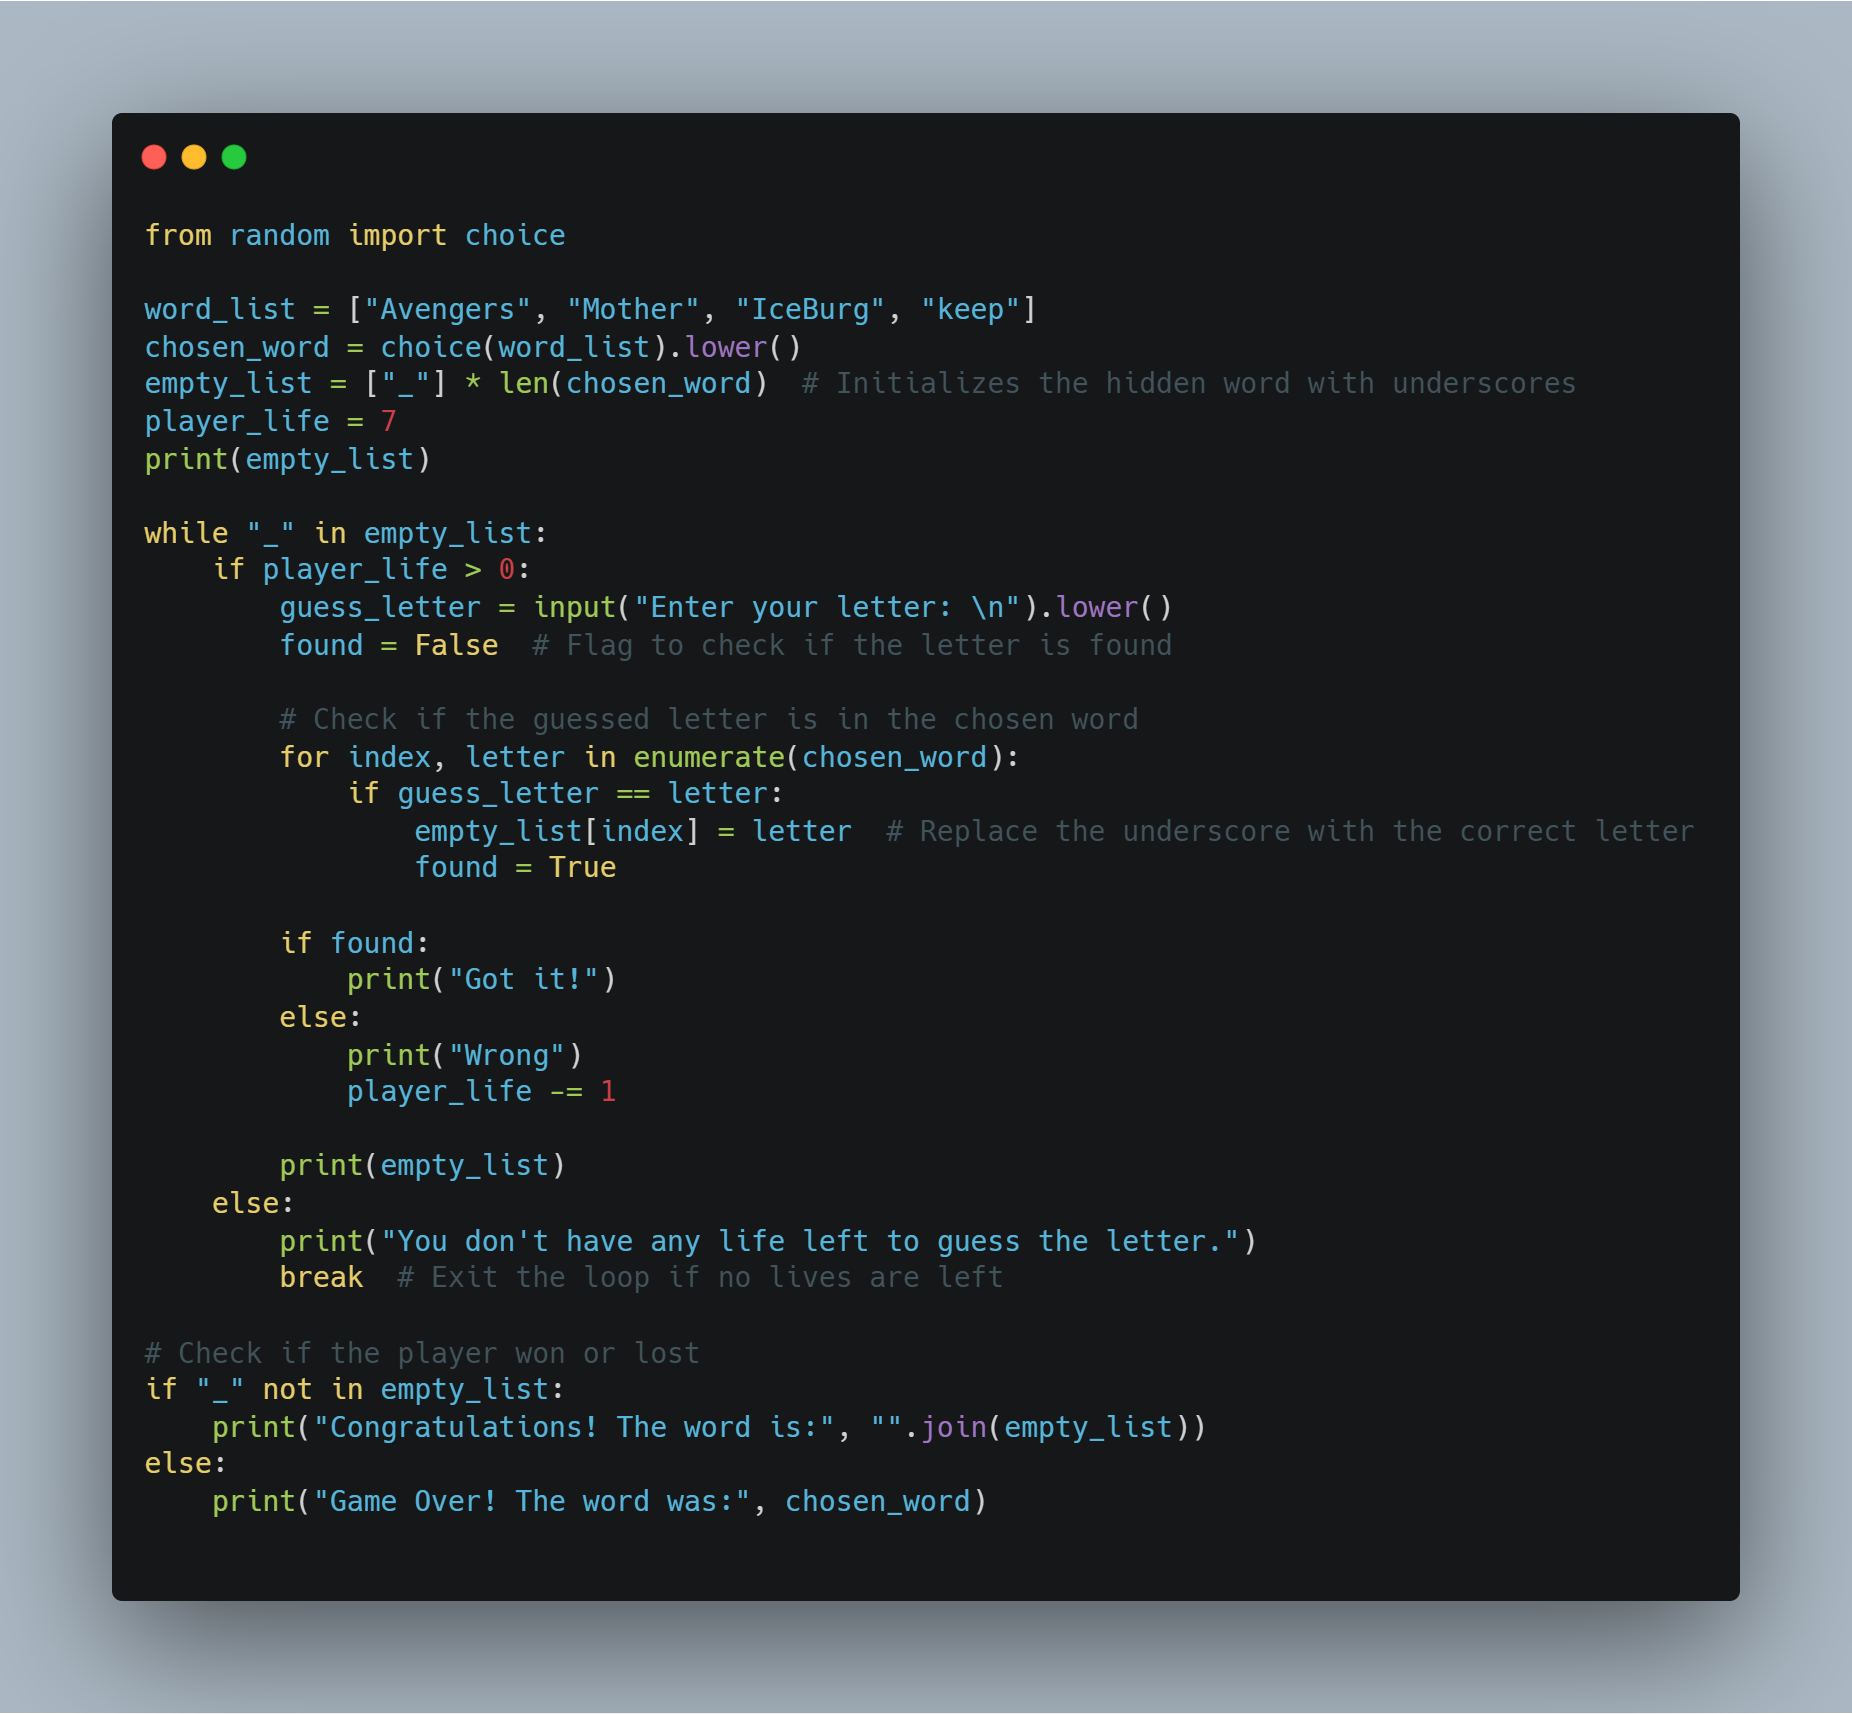 from random import choice

word_list = ["Avengers", "Mother", "IceBurg", "keep"]
chosen_word = choice(word_list).lower()
empty_list = ["_"] * len(chosen_word)  # Initializes the hidden word with underscores
player_life = 7
print(empty_list)

while "_" in empty_list:
    if player_life > 0:
        guess_letter = input("Enter your letter: \n").lower()
        found = False  # Flag to check if the letter is found

        # Check if the guessed letter is in the chosen word
        for index, letter in enumerate(chosen_word):
            if guess_letter == letter:
                empty_list[index] = letter  # Replace the underscore with the correct letter
                found = True

        if found:
            print("Got it!")
        else:
            print("Wrong")
            player_life -= 1

        print(empty_list)
    else:
        print("You don't have any life left to guess the letter.")
        break  # Exit the loop if no lives are left

# Check if the player won or lost
if "_" not in empty_list:
    print("Congratulations! The word is:", "".join(empty_list))
else:
    print("Game Over! The word was:", chosen_word)